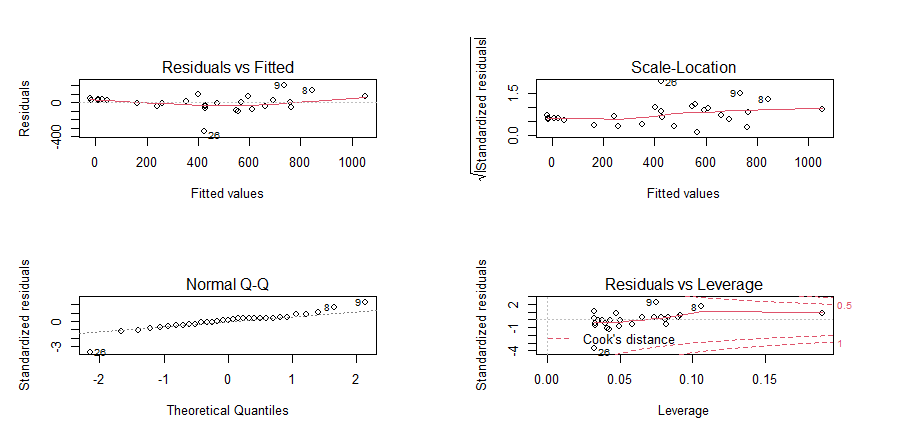 Residuals vs Fitted
Residuals
0
-400
9
8
26
0 200 400 600 800 1000
Fitted values
Scale-Location
√|Standardized residuals|
1.5
0.0
26
9
8
0 200 400 600 800 1000
Fitted values
Normal Q-Q
Standardized residuals
0
-3
9
8
26
-2 -1 0 1 2
Theoretical Quantiles
Residuals vs Leverage
Standardized residuals
2
-1
-4
9
8
0.5
Cook's distance
1
26
0.00 0.05 0.10 0.15
Leverage